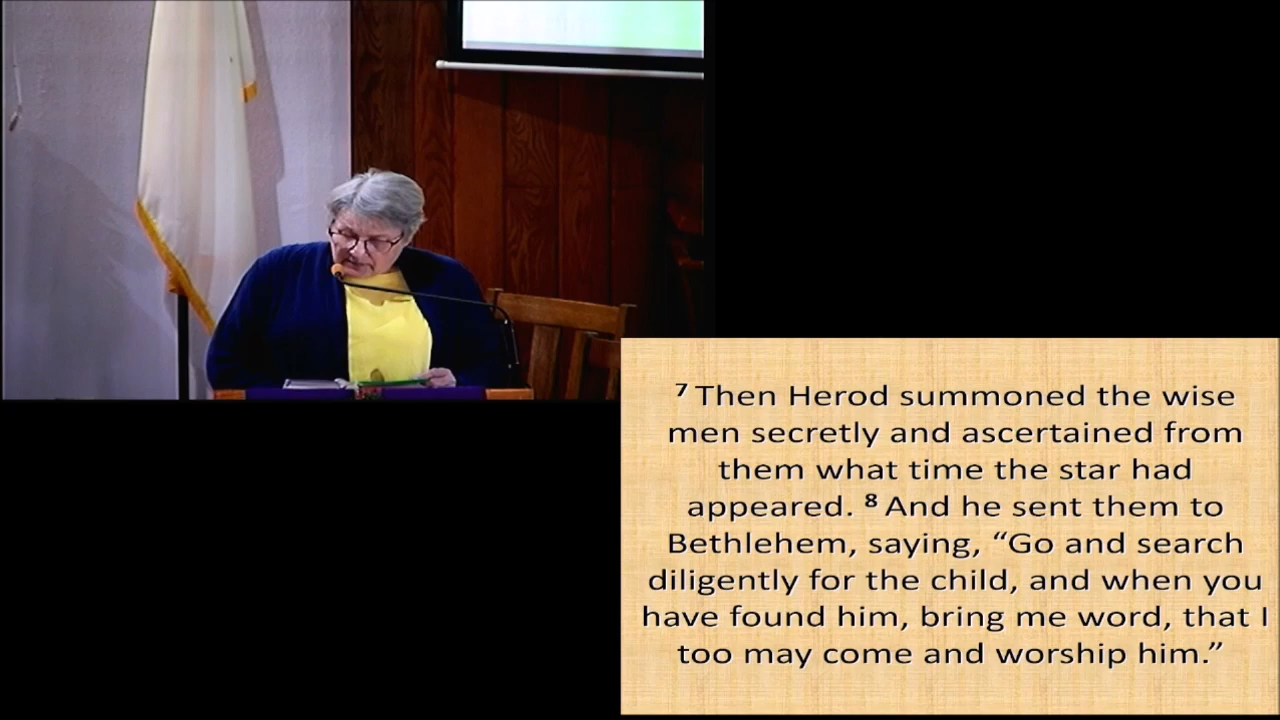 ⁷ Then Herod summoned the wise
men secretly and ascertained from
them what time the star had
appeared. ⁸ And he sent them to
Bethlehem, saying, “Go and search
diligently for the child, and when you
have found him, bring me word, that I
too may come and worship him.”